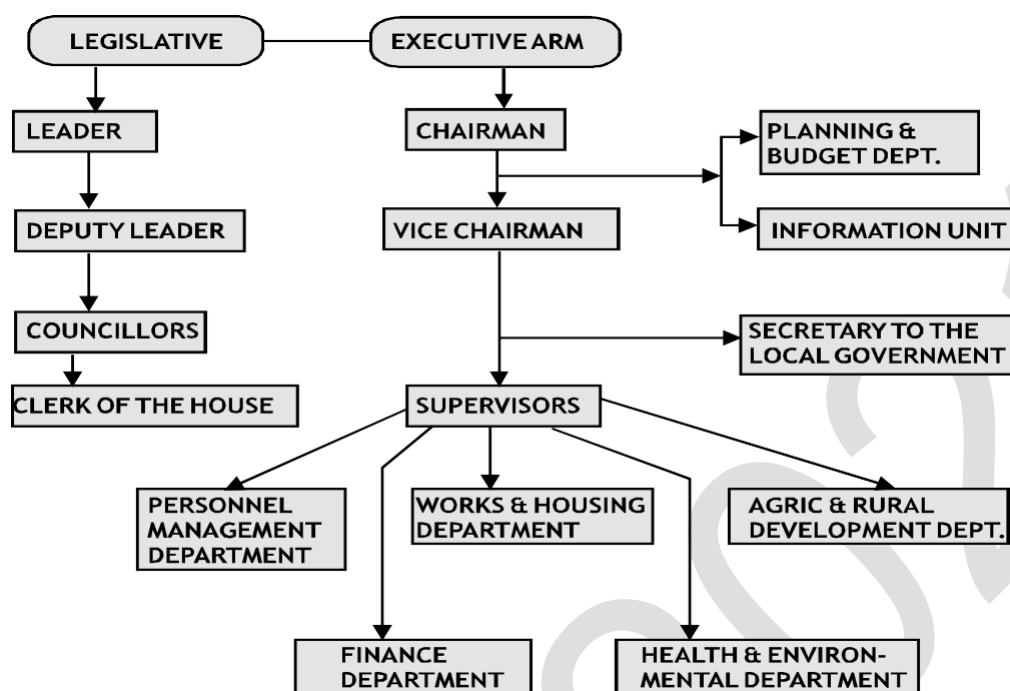 LEGISLATIVE
EXECUTIVE ARM
LEADER
CHAIRMAN
PLANNING &
BUDGET DEPT.
DEPUTY LEADER
VICE CHAIRMAN
INFORMATION UNIT
COUNCILLORS
SECRETARY TO THE
LOCAL GOVERNMENT
CLERK OF THE HOUSE
SUPERVISORS
PERSONNEL
MANAGEMENT
DEPARTMENT
WORKS & HOUSING
DEPARTMENT
AGRIC & RURAL
DEVELOPMENT DEPT.
FINANCE
DEPARTMENT
HEALTH & ENVIRON-
MENTAL DEPARTMENT